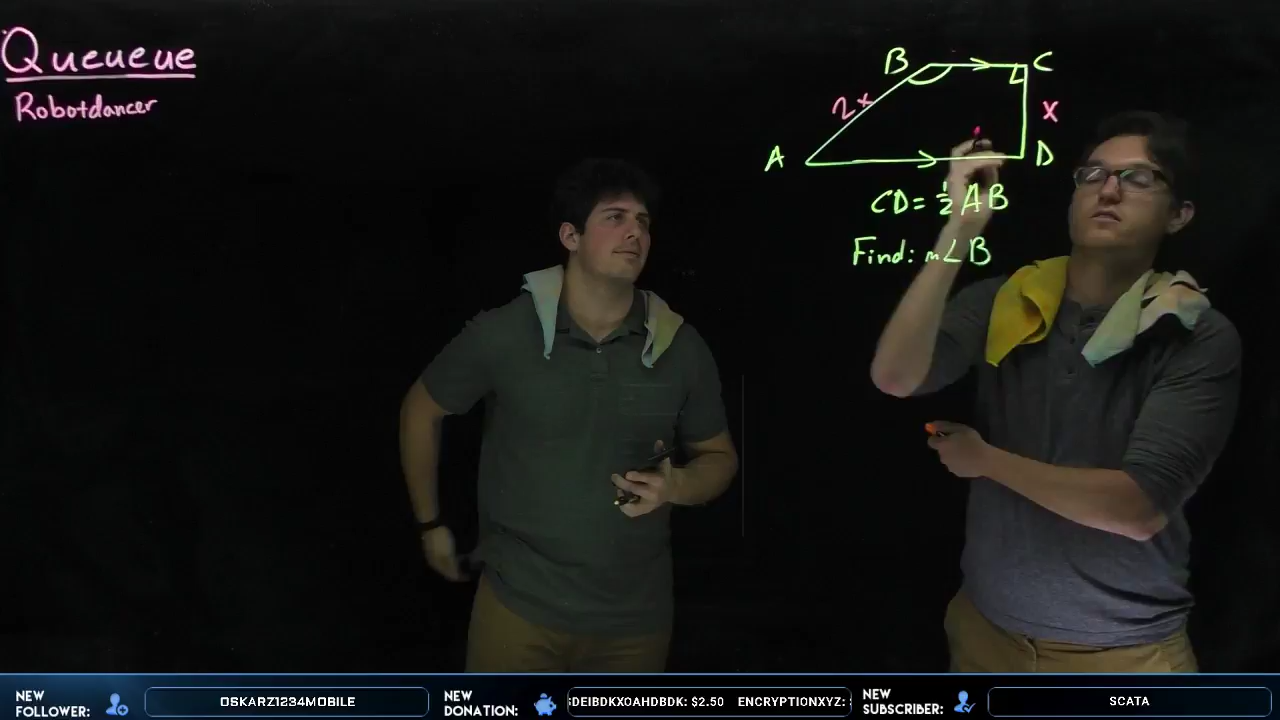 Queueue
Robotdancer
B
C
2x
x
A
D
CD = 1/2 AB
Find: m∠B
NEW FOLLOWER:
OSKARZ1234MOBILE
NEW DONATION:
DEIBDKXOAHDBDK: $2.50 ENCRYPTIONXYZ:
NEW SUBSCRIBER:
SCATA